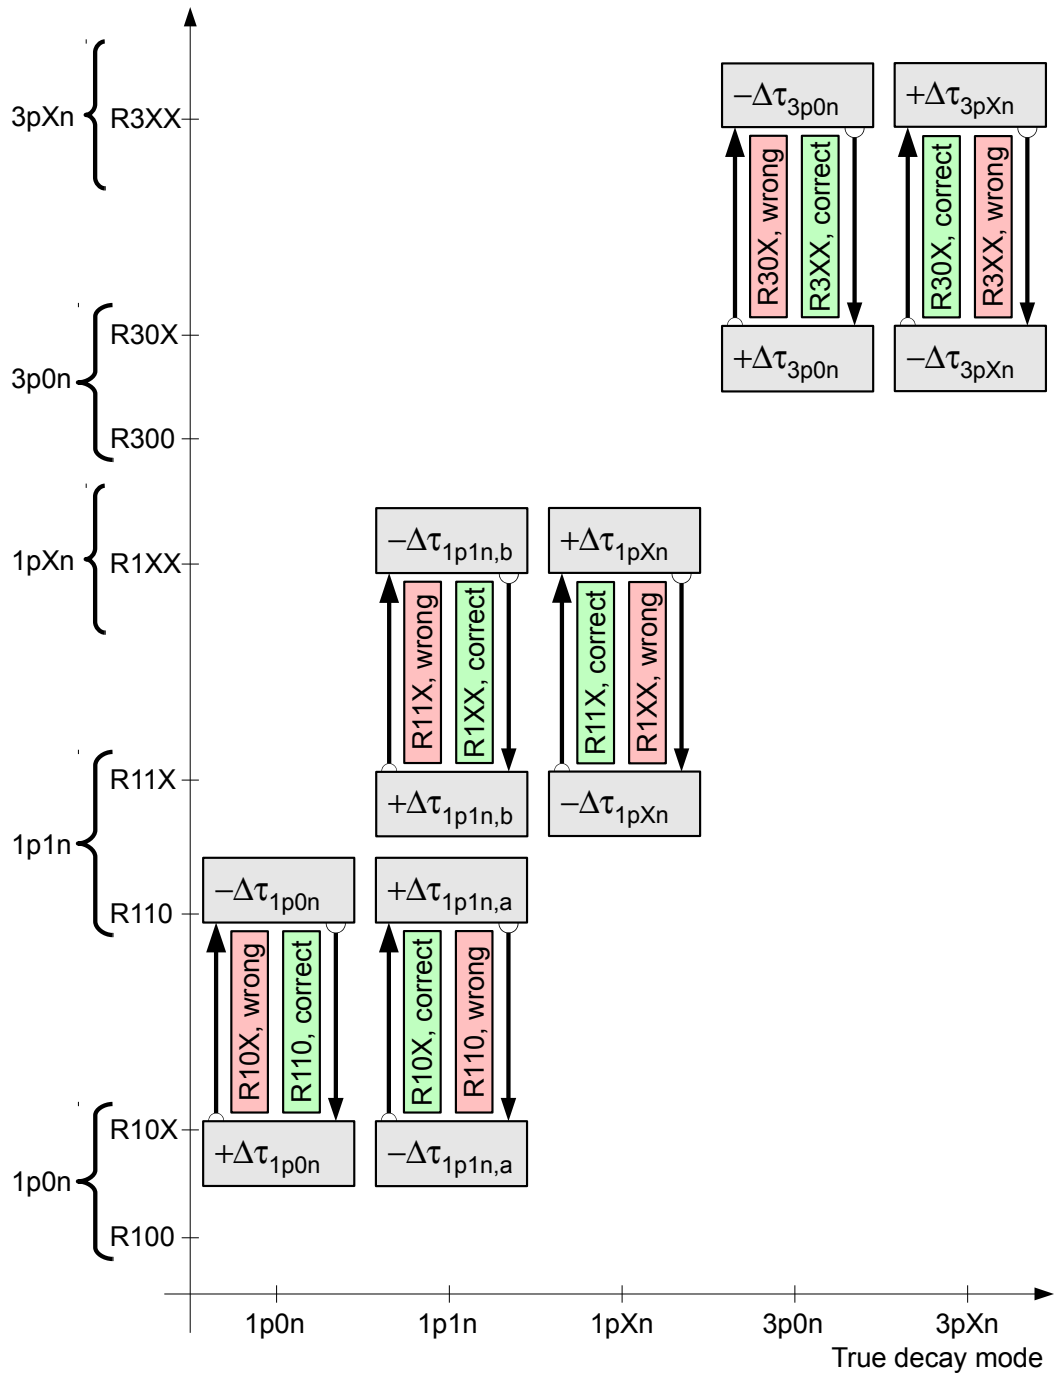 3pXn
R3XX
−Δτ3p0n
+Δτ3pXn
R30X, wrong
R3XX, correct
R30X, correct
R3XX, wrong
+Δτ3p0n
−Δτ3pXn
R30X
3p0n
R300
1pXn
R1XX
−Δτ1p1n,b
+Δτ1pXn
R11X, wrong
R1XX, correct
R11X, correct
R1XX, wrong
+Δτ1p1n,b
−Δτ1pXn
R11X
1p1n
R110
−Δτ1p0n
+Δτ1p1n,a
R10X, wrong
R110, correct
R10X, correct
R110, wrong
+Δτ1p0n
−Δτ1p1n,a
R10X
1p0n
R100
1p0n
1p1n
1pXn
3p0n
3pXn
True decay mode